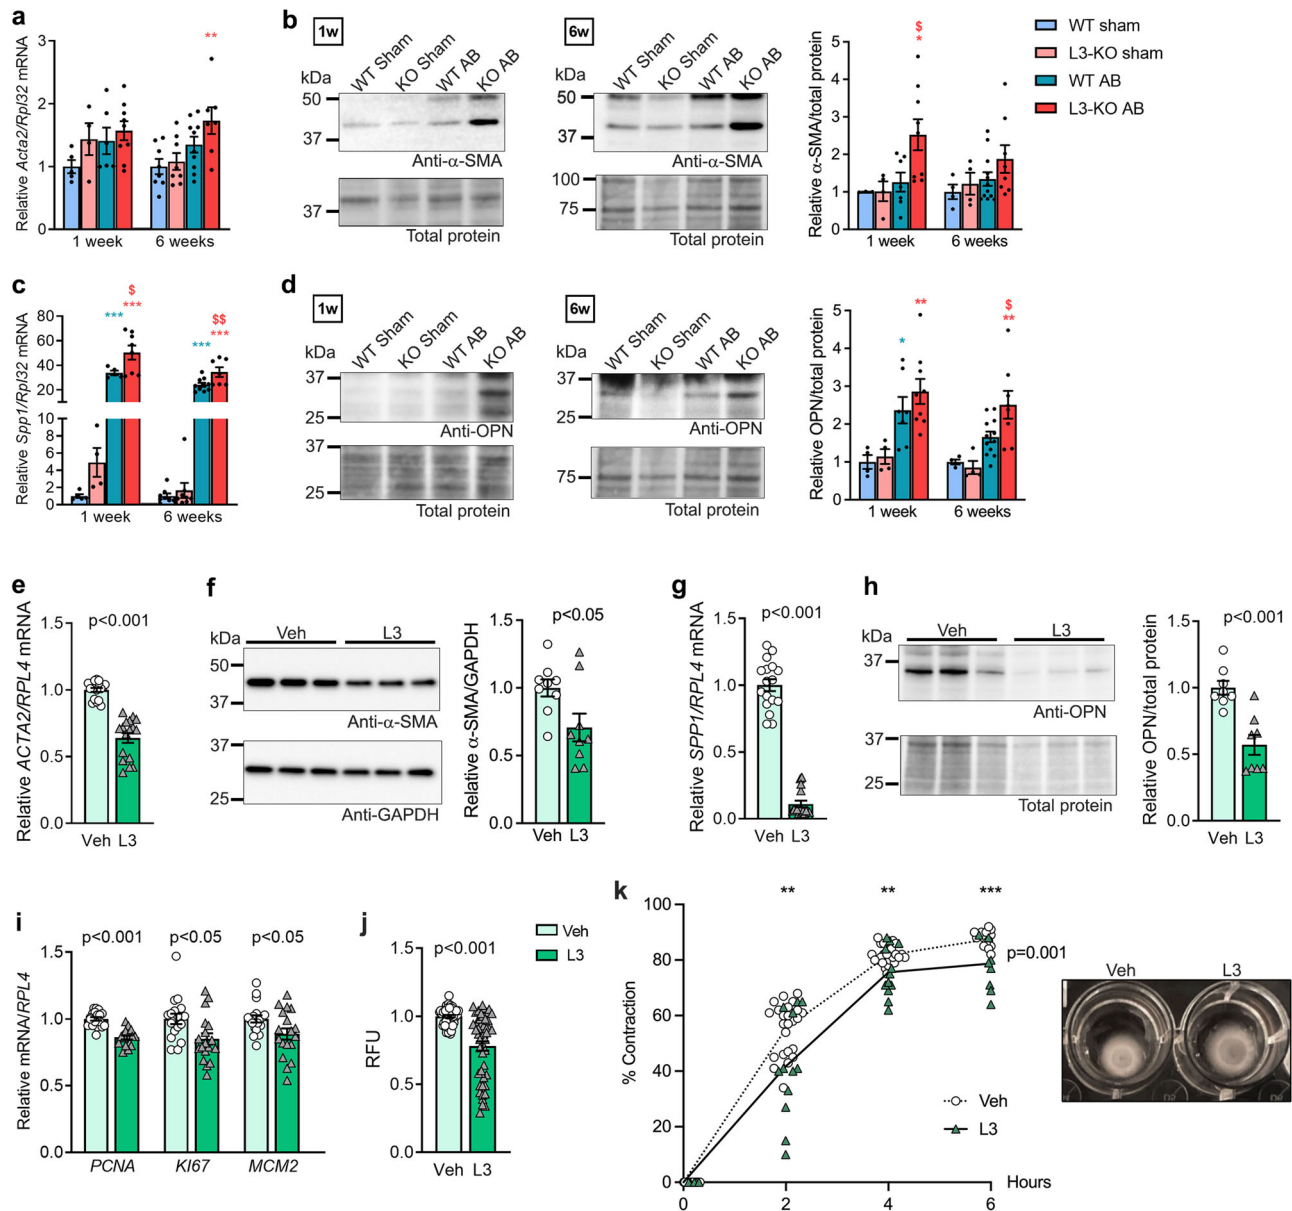 a
Relative Acta2/Rpl32 mRNA
3
2
1
0
**
1 week
6 weeks
b
1w
kDa
WT Sham
KO Sham
WT AB
KO AB
50
37
Anti-α-SMA
37
Total protein
6w
kDa
WT Sham
KO Sham
WT AB
KO AB
50
37
Anti-α-SMA
100
75
Total protein
Relative α-SMA/total protein
5
4
3
2
1
0
$
*
1 week
6 weeks
WT sham
L3-KO sham
WT AB
L3-KO AB
c
Relative Spp1/Rpl32 mRNA
80
60
40
20
10
8
6
4
2
0
***
$
***
***
$$
***
1 week
6 weeks
d
1w
kDa
WT Sham
KO Sham
WT AB
KO AB
37
25
Anti-OPN
37
25
Total protein
6w
kDa
WT Sham
KO Sham
WT AB
KO AB
37
25
Anti-OPN
75
Total protein
Relative OPN/total protein
5
4
3
2
1
0
*
**
$
**
1 week
6 weeks
e
Relative ACTA2/RPL4 mRNA
1.5
1.0
0.5
0.0
p<0.001
Veh L3
f
kDa
Veh
L3
50
37
Anti-α-SMA
37
25
Anti-GAPDH
Relative α-SMA/GAPDH
1.5
1.0
0.5
0.0
p<0.05
Veh L3
g
Relative SPP1/RPL4 mRNA
1.5
1.0
0.5
0.0
p<0.001
Veh L3
h
kDa
Veh
L3
37
Anti-OPN
37
25
Total protein
Relative OPN/total protein
1.5
1.0
0.5
0.0
p<0.001
Veh L3
i
Relative mRNA/RPL4
1.5
1.0
0.5
0.0
p<0.001
p<0.05
p<0.05
PCNA
KI67
MCM2
j
RFU
1.5
1.0
0.5
0.0
p<0.001
Veh L3
Veh
L3
k
% Contraction
100
80
60
40
20
0
**
**
***
p=0.001
Veh
L3
0
2
4
6
Hours
Veh
L3